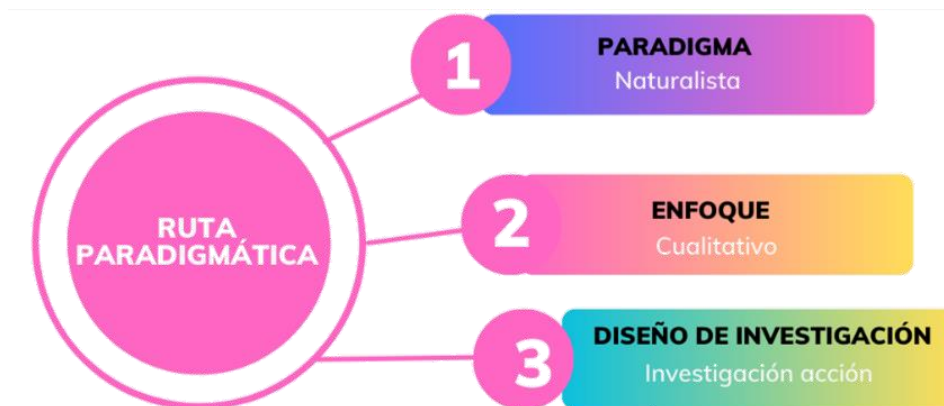 RUTA
PARADIGMÁTICA
1
PARADIGMA
Naturalista
2
ENFOQUE
Cualitativo
3
DISEÑO DE INVESTIGACIÓN
Investigación acción